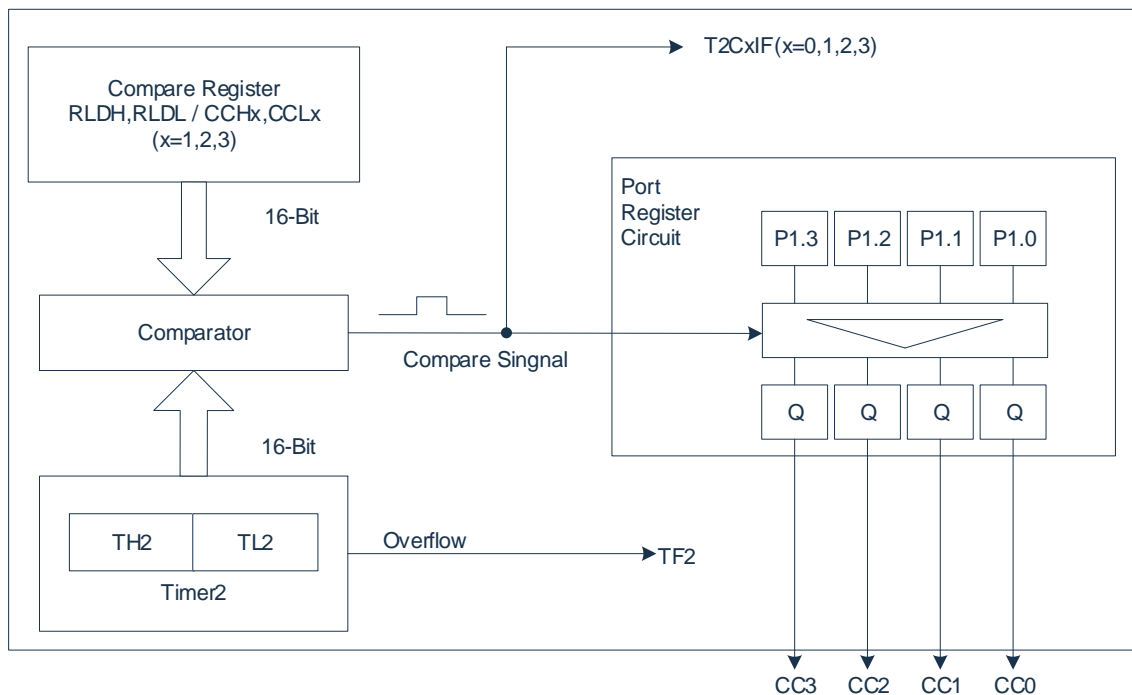 T2CxIF(x=0,1,2,3)
Compare Register
RLDH,RLDL / CCHx,CCLx
(x=1,2,3)
16-Bit
Port
Register
Circuit
P1.3 P1.2 P1.1 P1.0
Comparator
Compare Singnal
Q Q Q Q
16-Bit
TH2 TL2
Timer2
Overflow
TF2
CC3 CC2 CC1 CC0